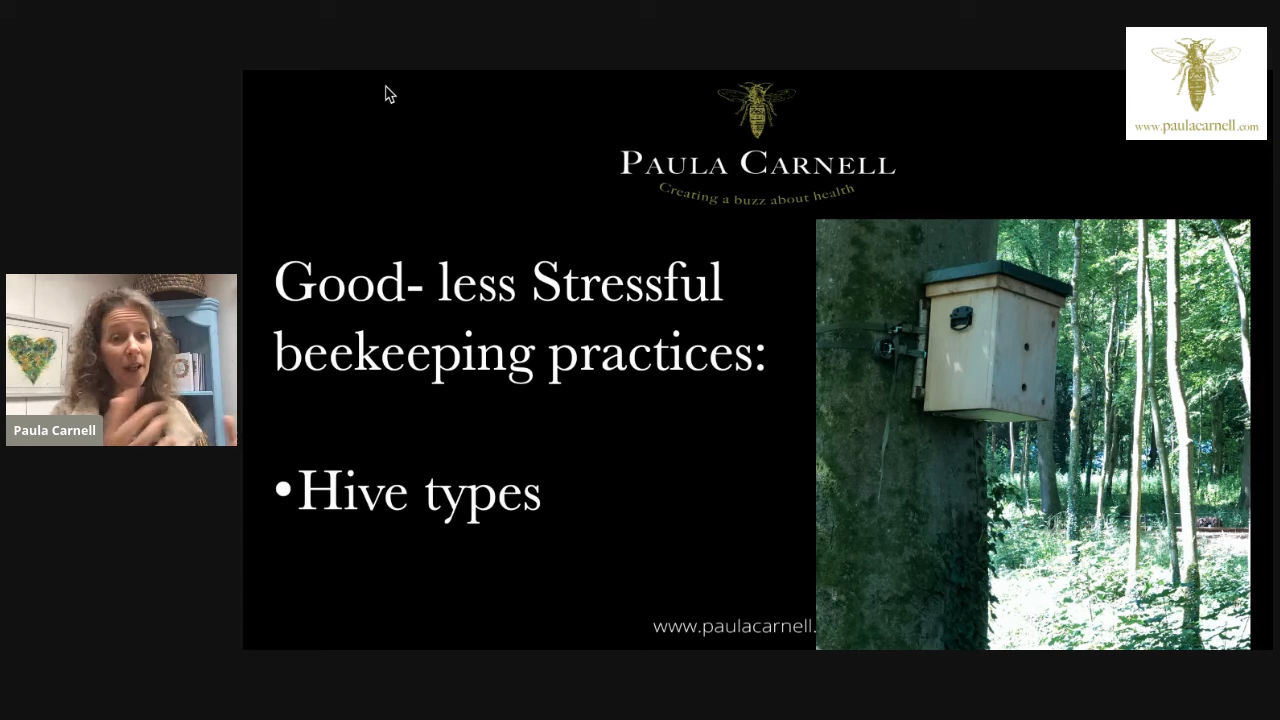 www.paulacarnell.com
PAULA CARNELL
Creating a buzz about health
Good- less Stressful
beekeeping practices:
•Hive types
Paula Carnell
www.paulacarnell.